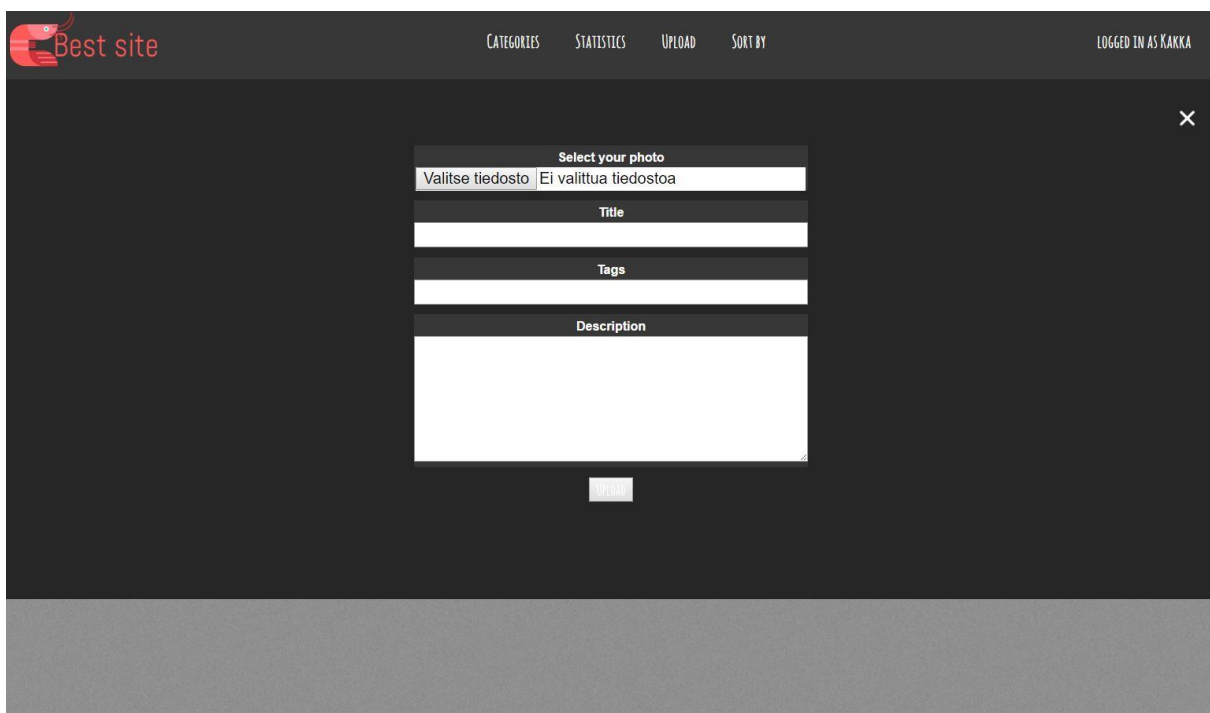 Best site
Categories Statistics Upload Sort by
logged in as Kakka
Select your photo
Valitse tiedosto Ei valittua tiedostoa
Title
Tags
Description
Upload